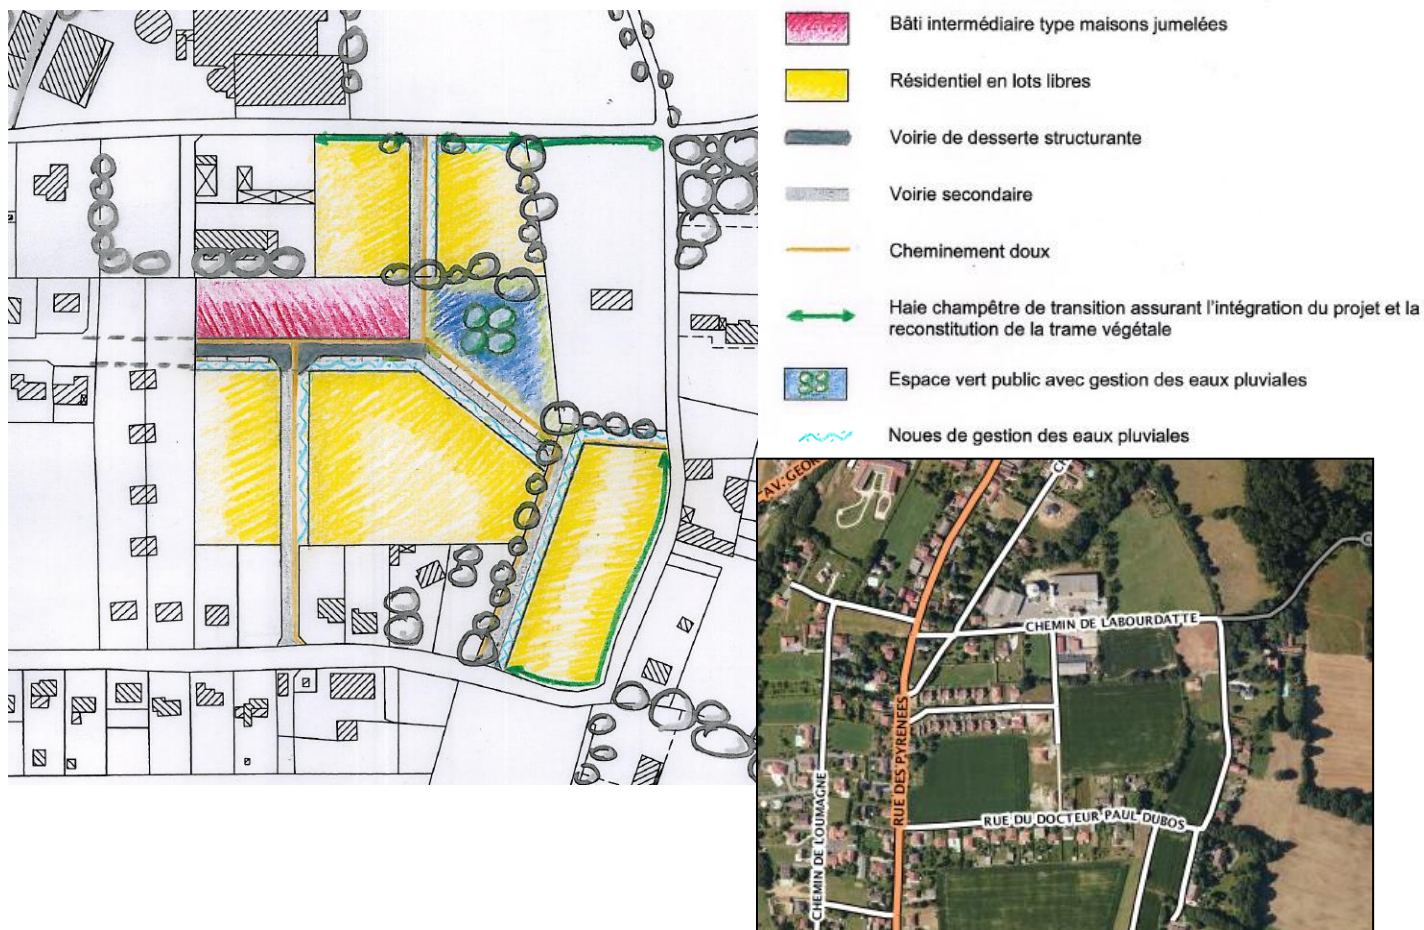 Bâti intermédiaire type maisons jumelées
Résidentiel en lots libres
Voirie de desserte structurante
Voirie secondaire
Cheminement doux
Haie champêtre de transition assurant l'intégration du projet et la
reconstitution de la trame végétale
Espace vert public avec gestion des eaux pluviales
Noues de gestion des eaux pluviales
AV-GEOR
CHEMIN DE LABOURDATTE
RUE DES PYRENEES
CHEMIN DE LOUMAGNE
RUE DU DOCTEUR PAUL DUBOS